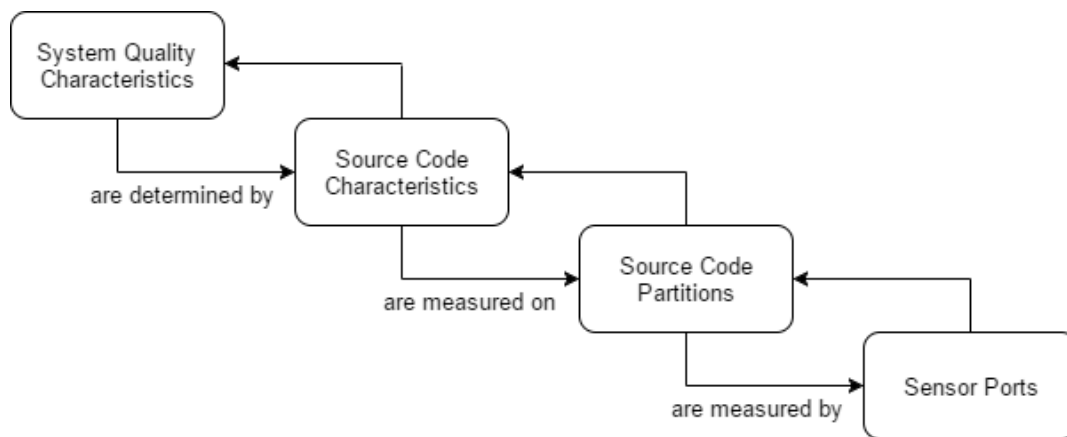 System Quality
Characteristics
are determined by
Source Code
Characteristics
are measured on
Source Code
Partitions
are measured by
Sensor Ports